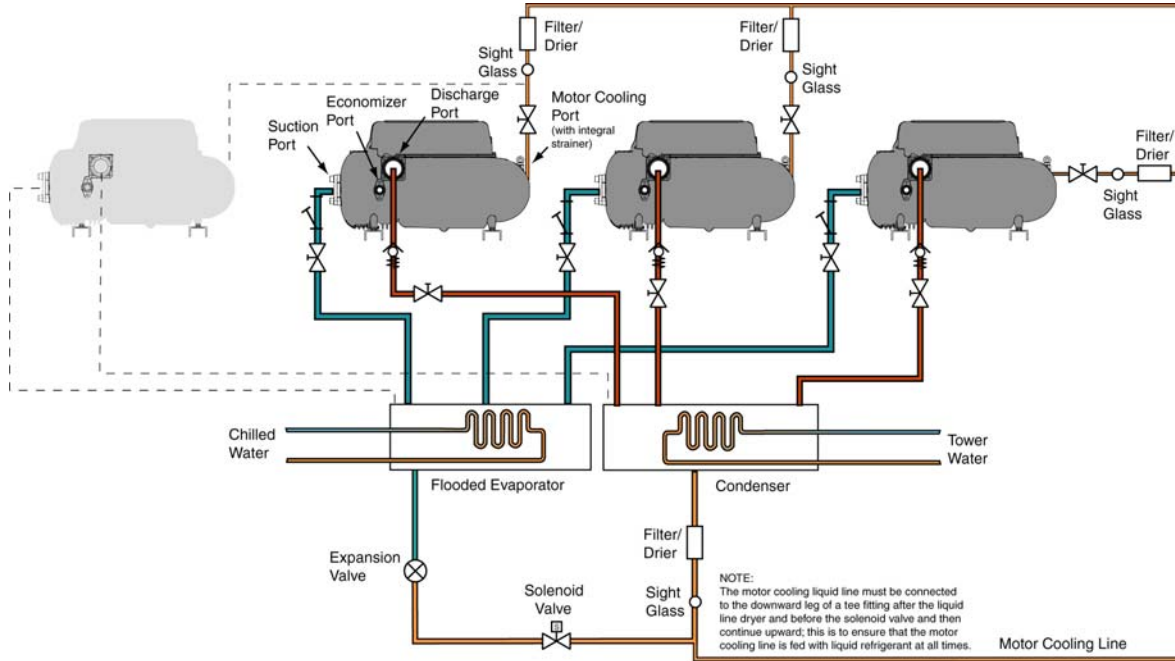 Filter/
Drier
Filter/
Drier
Sight
Glass
Sight
Glass
Discharge
Port
Economizer
Port
Suction
Port
Motor Cooling
Port
(with integral
strainer)
Filter/
Drier
Sight
Glass
Chilled
Water
Tower
Water
Flooded Evaporator
Condenser
Filter/
Drier
Expansion
Valve
Solenoid
Valve
S
Sight
Glass
NOTE:
The motor cooling liquid line must be connected
to the downward leg of a tee fitting after the liquid
line dryer and before the solenoid valve and then
continue upward; this is to ensure that the motor
cooling line is fed with liquid refrigerant at all times.
Motor Cooling Line